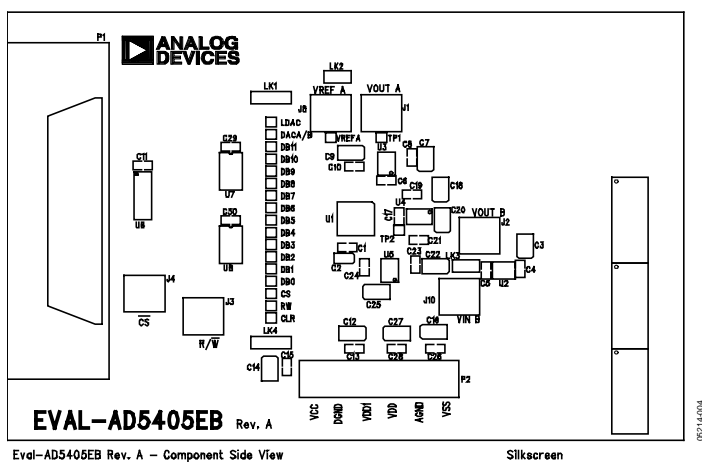 P1
ANALOG
DEVICES
LK2
LK1
VREF A
VOUT A
J8
J1
LDAC
DACA/B
VREFA
TP1
DB11
DB10
DB9
DB8
DB7
DB6
DB5
DB4
DB3
DB2
DB1
DB0
CS
RW
CLR
C29
U7
C11
C9
C10
U3
C8
C7
C6
C19
C18
U4
C17
C20
U1
TP2
C21
VOUT B
J2
C30
U8
C1
C2
C24
U5
C23
C22
LK3
C3
C5
U2
C4
C25
J4
CS
J3
R/W
J10
VIN B
LK4
C12
C27
C16
C13
C28
C26
C14
C15
P2
VCC
DGND
VDD1
VDD
AGND
VSS
EVAL-AD5405EB Rev. A
05214-004
Eval-AD5405EB Rev. A – Component Side View
Silkscreen